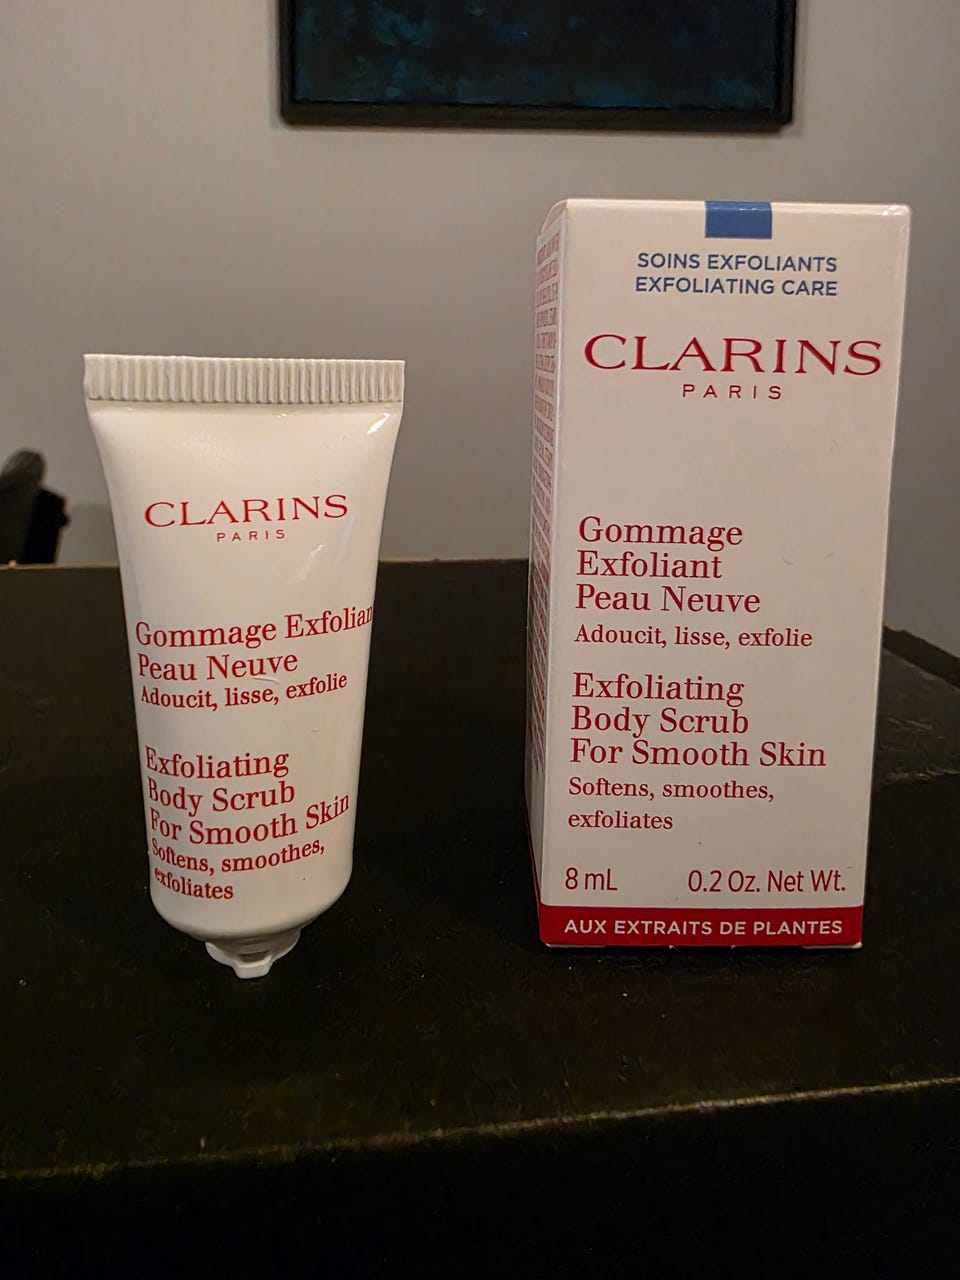 CLARINS
PARIS
Gommage Exfolian
Peau Neuve
Adoucit, lisse, exfolie
Exfoliating
Body Scrub
For Smooth Skin
Softens, smoothes,
exfoliates
SOINS EXFOLIANTS
EXFOLIATING CARE
CLARINS
PARIS
Gommage
Exfoliant
Peau Neuve
Adoucit, lisse, exfolie
Exfoliating
Body Scrub
For Smooth Skin
Softens, smoothes,
exfoliates
8 mL 0.2 Oz. Net Wt.
AUX EXTRAITS DE PLANTES